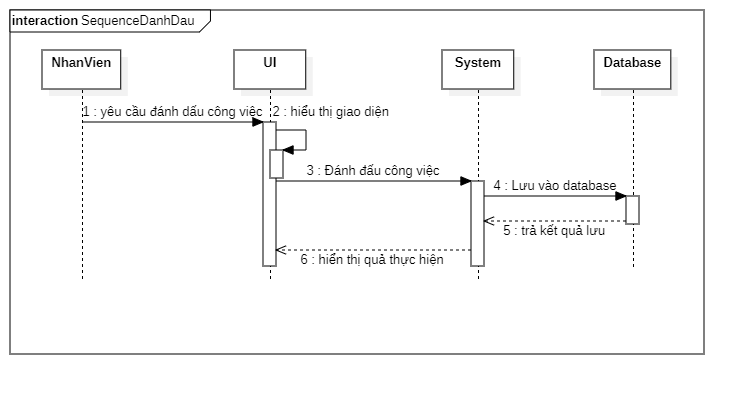 interaction SequenceDanhDau
NhanVien
UI
System
Database
1 : yêu cầu đánh dấu công việc
2 : hiểu thị giao diện
3 : Đánh đấu công việc
4 : Lưu vào database
5 : trả kết quả lưu
6 : hiển thị quả thực hiện